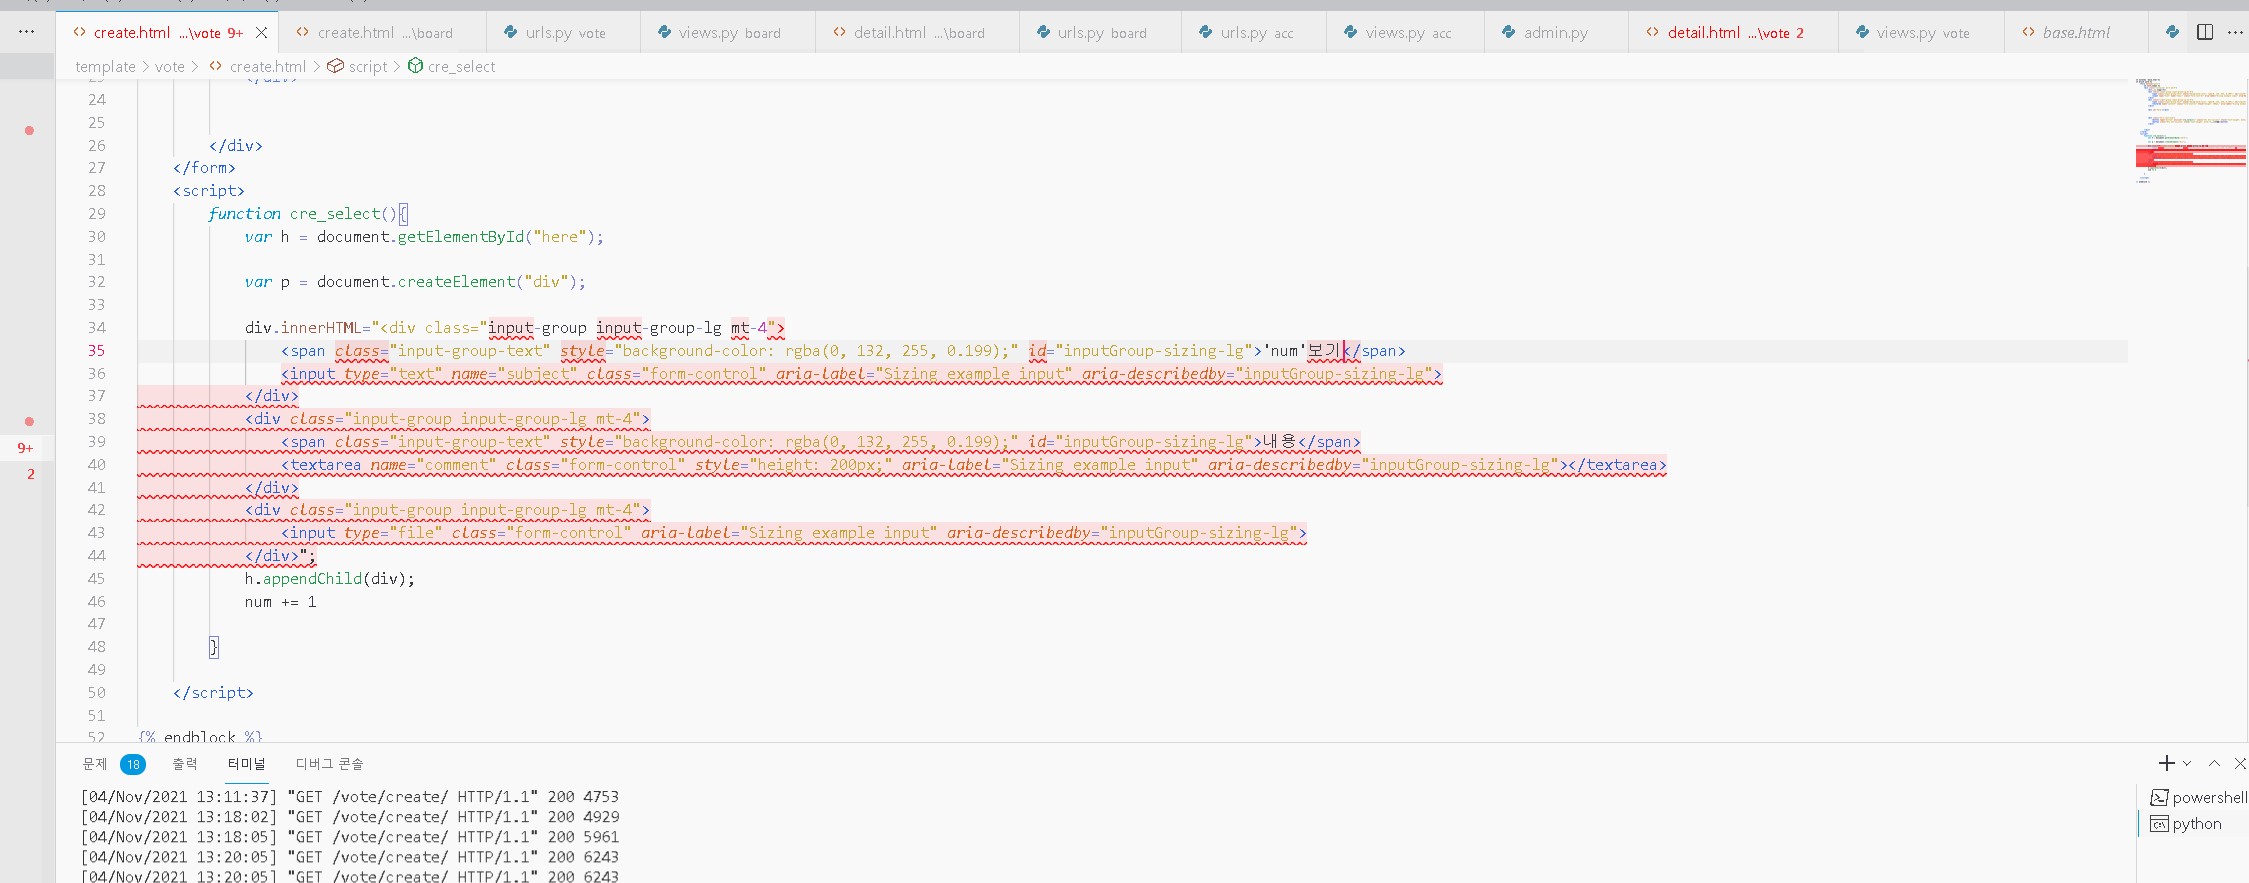 create.html ...\vote 9+
create.html ...\board
urls.py vote
views.py board
detail.html ...\board
urls.py board
urls.py acc
views.py acc
admin.py
detail.html ...\vote 2
views.py vote
base.html
template > vote > create.html > script > cre_select
23 </div>
24
25
26 </div>
27 </form>
28 <script>
29 function cre_select(){
30 var h = document.getElementById("here");
31
32 var p = document.createElement("div");
33
34 div.innerHTML="<div class="input-group input-group-lg mt-4">
35 <span class="input-group-text" style="background-color: rgba(0, 132, 255, 0.199);" id="inputGroup-sizing-lg">'num'보기</span>
36 <input type="text" name="subject" class="form-control" aria-label="Sizing example input" aria-describedby="inputGroup-sizing-lg">
37 </div>
38 <div class="input-group input-group-lg mt-4">
39 <span class="input-group-text" style="background-color: rgba(0, 132, 255, 0.199);" id="inputGroup-sizing-lg">내용</span>
40 <textarea name="comment" class="form-control" style="height: 200px;" aria-label="Sizing example input" aria-describedby="inputGroup-sizing-lg"></textarea>
41 </div>
42 <div class="input-group input-group-lg mt-4">
43 <input type="file" class="form-control" aria-label="Sizing example input" aria-describedby="inputGroup-sizing-lg">
44 </div>";
45 h.appendChild(div);
46 num += 1
47
48 }
49
50 </script>
51
52 {% endblock %}
9+
2
문제 18 출력 터미널 디버그 콘솔
[04/Nov/2021 13:11:37] "GET /vote/create/ HTTP/1.1" 200 4753
[04/Nov/2021 13:18:02] "GET /vote/create/ HTTP/1.1" 200 4929
[04/Nov/2021 13:18:05] "GET /vote/create/ HTTP/1.1" 200 5961
[04/Nov/2021 13:20:05] "GET /vote/create/ HTTP/1.1" 200 6243
[04/Nov/2021 13:20:05] "GET /vote/create/ HTTP/1.1" 200 6243
powershell
python